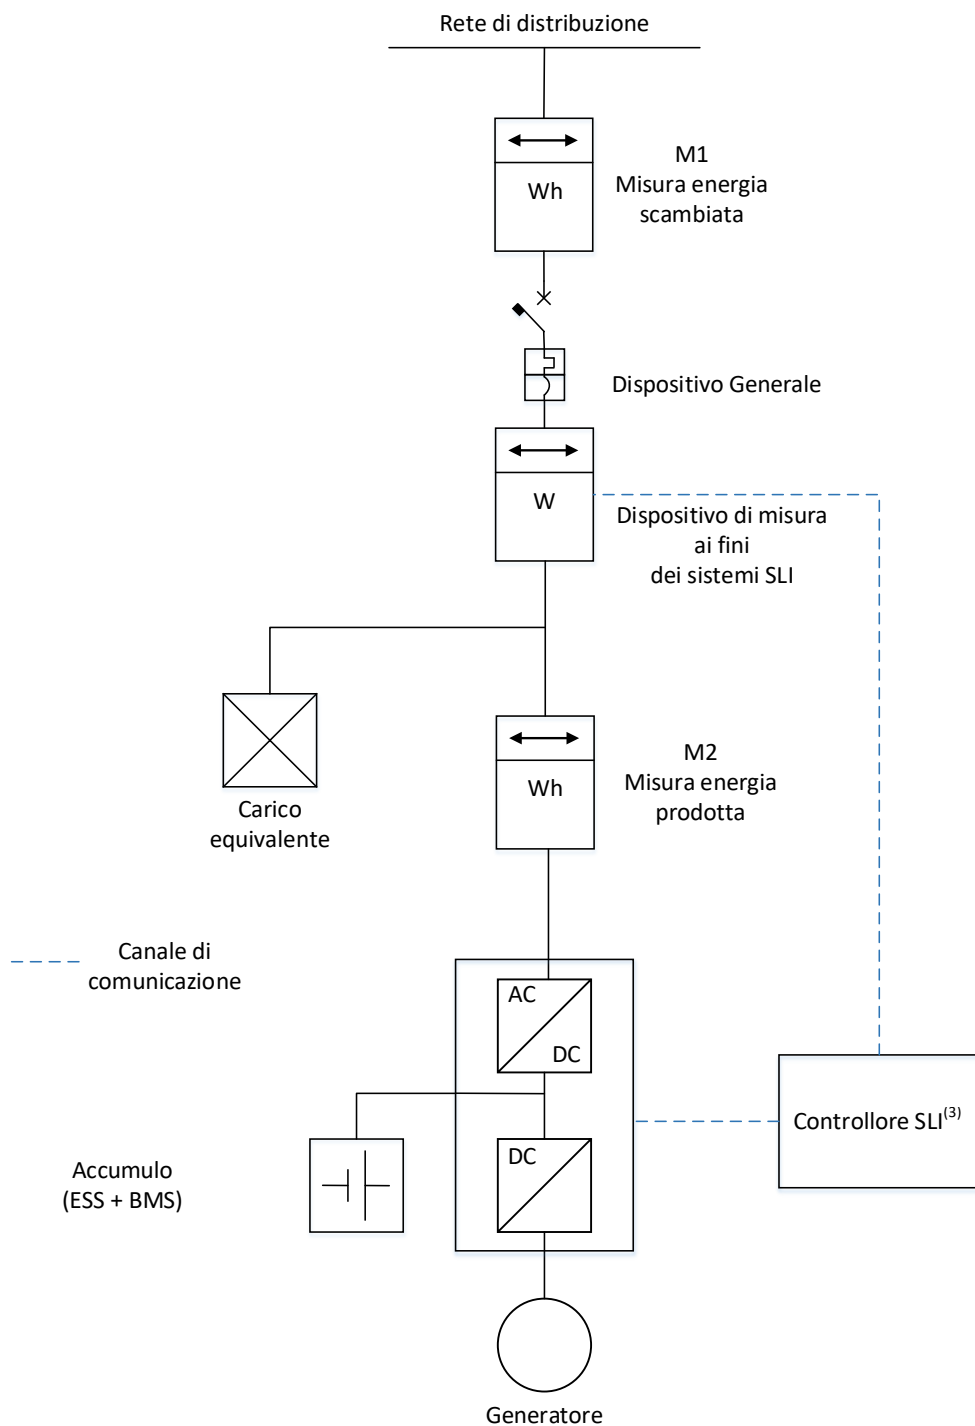 Rete di distribuzione
M1
Misura energia
scambiata
Wh
Dispositivo Generale
W
Dispositivo di misura
ai fini
dei sistemi SLI
M2
Misura energia
prodotta
Wh
Carico
equivalente
Canale di
comunicazione
AC
DC
Controllore SLI(3)
DC
Accumulo
(ESS + BMS)
Generatore